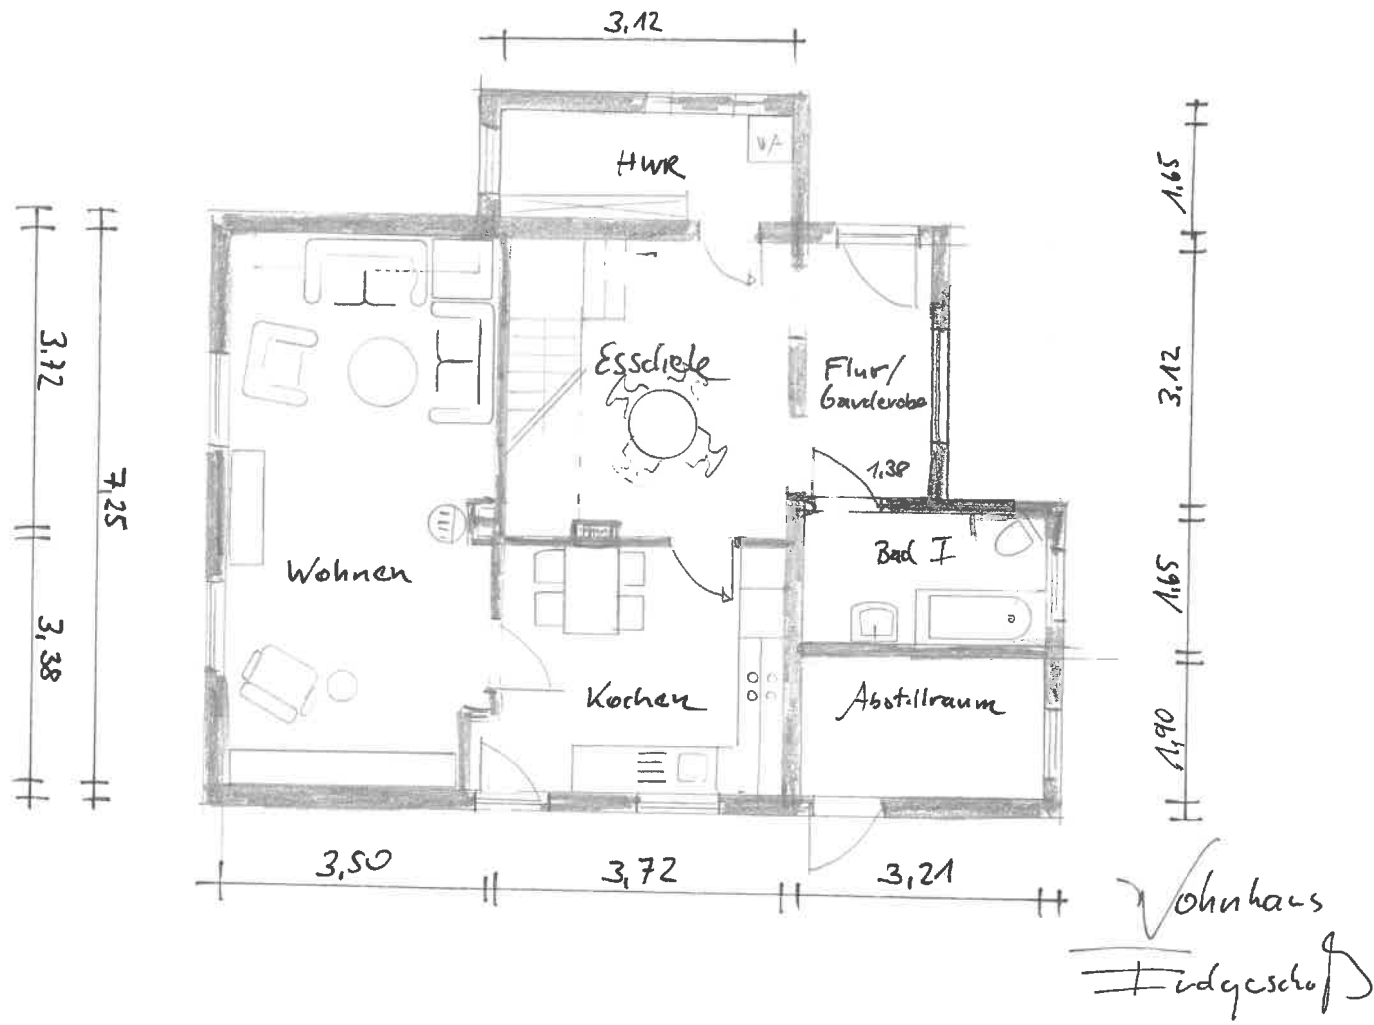 3,12
WA
HWR
1,65
3,72
7,25
Essdiele
Flur/
Garderobe
3.12
1,38
Wohnen
Bad I
1,65
3,38
Kochen
Abstellraum
1,90
3,50
3,72
3,21
Wohnhaus
Erdgeschoß